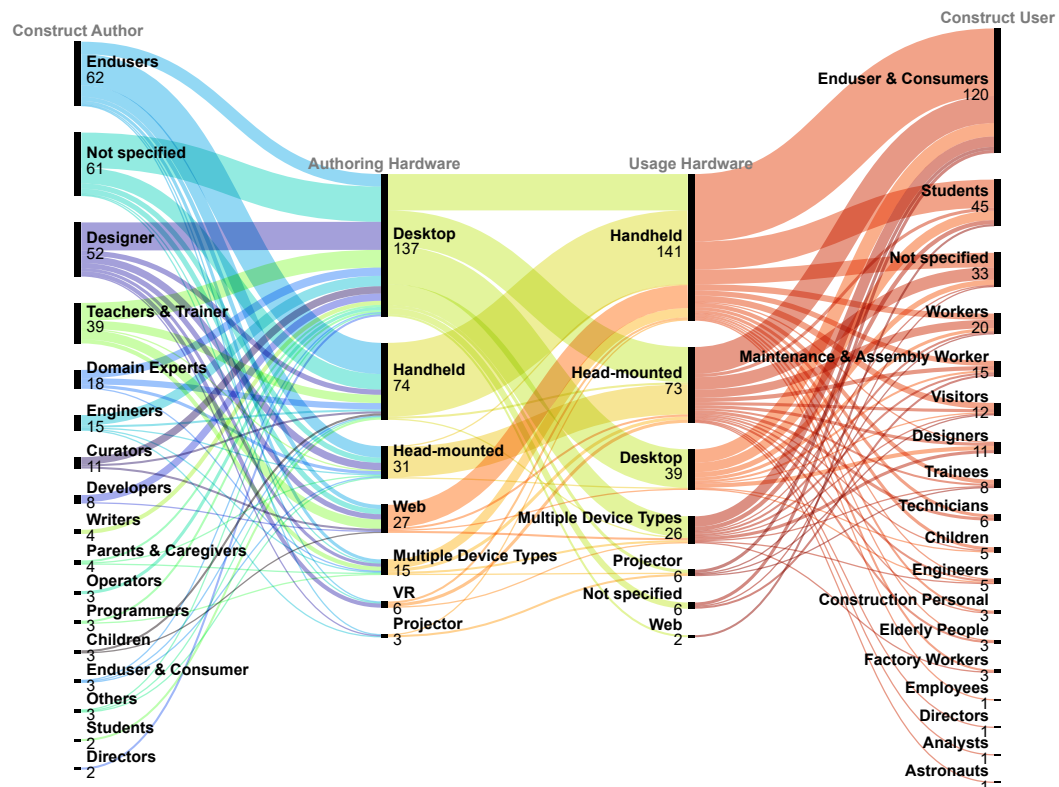 Construct Author
Endusers
62
Not specified
61
Designer
52
Teachers & Trainer
39
Domain Experts
18
Engineers
15
Curators
11
Developers
8
Writers
4
Parents & Caregivers
4
Operators
3
Programmers
3
Children
3
Enduser & Consumer
3
Others
3
Students
2
Directors
2
Authoring Hardware
Desktop
137
Handheld
74
Head-mounted
31
Web
27
Multiple Device Types
15
VR
6
Projector
3
Usage Hardware
Handheld
141
Head-mounted
73
Desktop
39
Multiple Device Types
26
Projector
6
Not specified
6
Web
2
Construct User
Enduser & Consumers
120
Students
45
Not specified
33
Workers
20
Maintenance & Assembly Worker
15
Visitors
12
Designers
11
Trainees
8
Technicians
6
Children
5
Engineers
5
Construction Personal
3
Elderly People
3
Factory Workers
3
Employees
1
Directors
1
Analysts
1
Astronauts
1